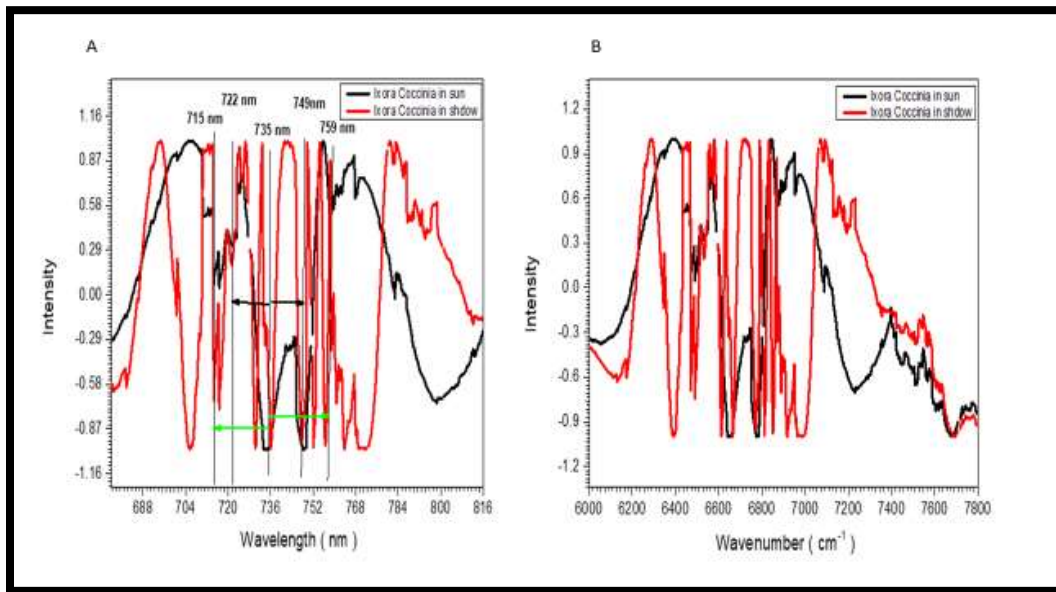 A
B
Ixora Coccinia in sun
Ixora Coccinia in shdow
722 nm
749nm
715 nm
735 nm
759 nm
Intensity
1.16
0.87
0.58
0.29
0.00
-0.29
-0.58
-0.87
-1.16
688 704 720 736 752 768 784 800 816
Wavelength ( nm )
Ixora Coccinia in sun
Ixora Coccinia in shdow
Intensity
1.2
0.9
0.6
0.3
0.0
-0.3
-0.6
-0.9
-1.2
6000 6200 6400 6600 6800 7000 7200 7400 7600 7800
Wavenumber ( cm⁻¹ )